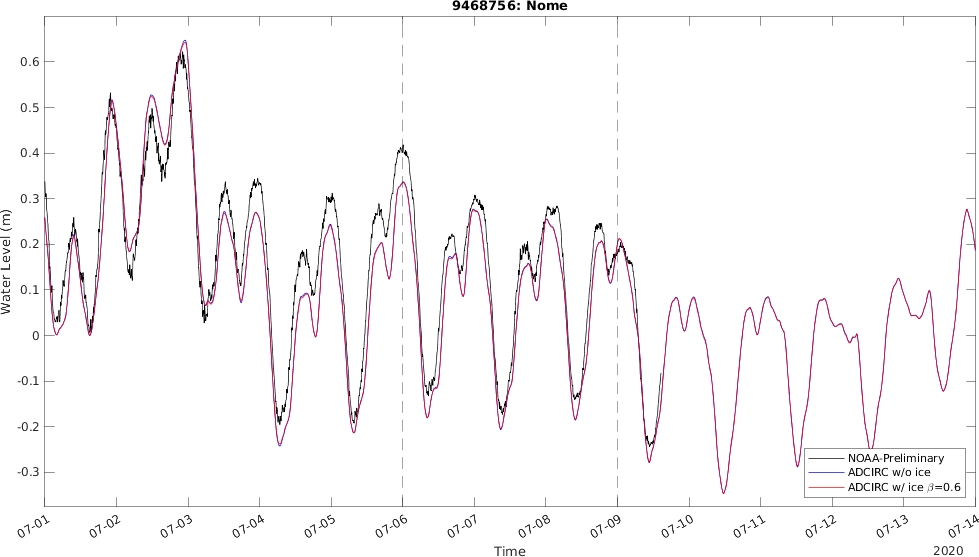 9468756: Nome
Water Level (m)
0.6
0.5
0.4
0.3
0.2
0.1
0
-0.1
-0.2
-0.3
NOAA-Preliminary
ADCIRC w/o ice
ADCIRC w/ ice β=0.6
07-01 07-02 07-03 07-04 07-05 07-06 07-07 07-08 07-09 07-10 07-11 07-12 07-13 07-14
2020
Time